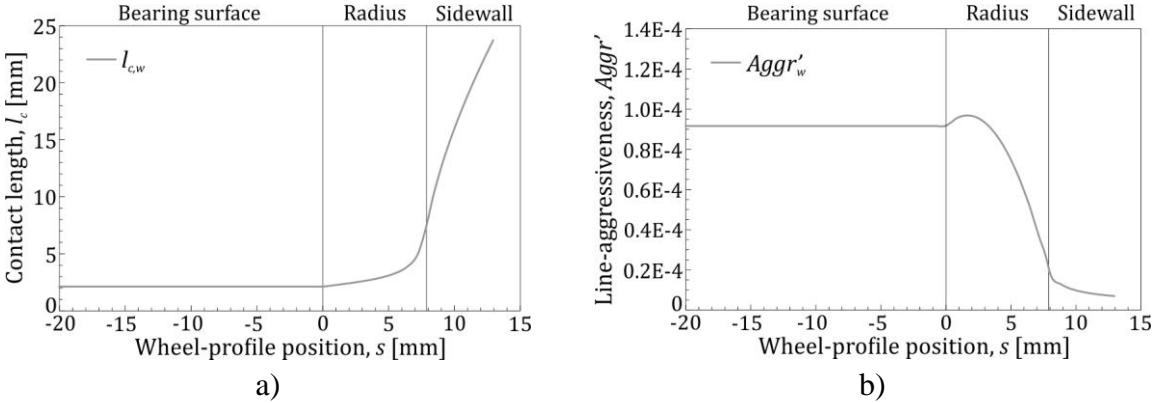 Bearing surface Radius Sidewall
25
20
15
10
5
0
Contact length, l_c [mm]
l_c,w
-20 -15 -10 -5 0 5 10 15
Wheel-profile position, s [mm]
a)
Bearing surface Radius Sidewall
1.4E-4
1.2E-4
1.0E-4
0.8E-4
0.6E-4
0.4E-4
0.2E-4
0
Line-aggressiveness, Aggr'
Aggr'_w
-20 -15 -10 -5 0 5 10 15
Wheel-profile position, s [mm]
b)